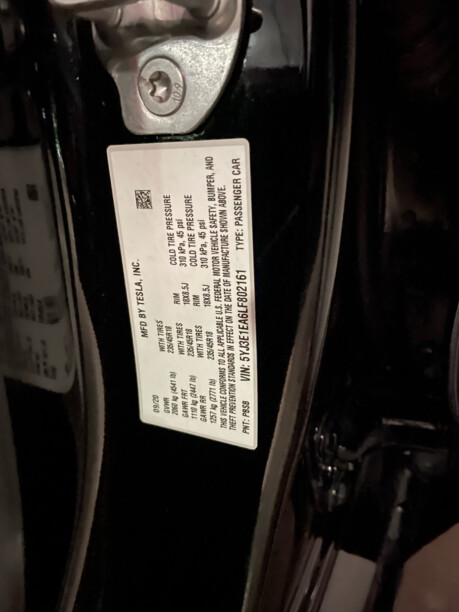 MFD BY TESLA, INC.
09/20
GVWR WITH TIRES RIM COLD TIRE PRESSURE
2060 kg (4541 lb) 235/45R18 18X8.5J 310 kPa, 45 psi
GAWR FRT WITH TIRES RIM COLD TIRE PRESSURE
1110 kg (2447 lb) 235/45R18 18X8.5J 310 kPa, 45 psi
GAWR RR WITH TIRES
1257 kg (2771 lb) 235/45R18
THIS VEHICLE CONFORMS TO ALL APPLICABLE U.S. FEDERAL MOTOR VEHICLE SAFETY, BUMPER, AND
THEFT PREVENTION STANDARDS IN EFFECT ON THE DATE OF MANUFACTURE SHOWN ABOVE.
VIN: 5YJ3E1EA6LF802161
PNT: PBSB TYPE: PASSENGER CAR
10.9